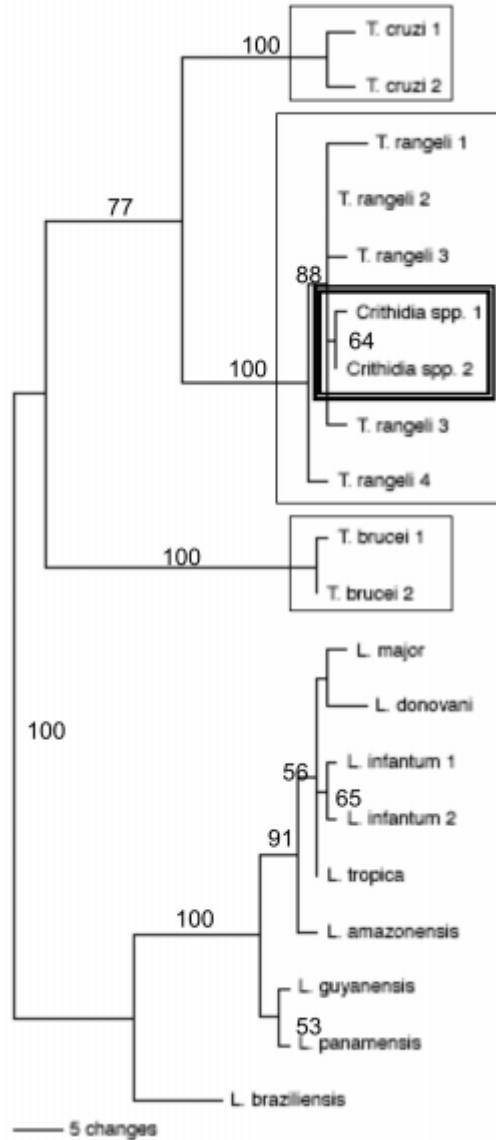 100
T. cruzi 1
T. cruzi 2
77
T. rangeli 1
T. rangeli 2
T. rangeli 3
88
Crithidia spp. 1
64
Crithidia spp. 2
100
T. rangeli 3
T. rangeli 4
T. brucei 1
100
T. brucei 2
L. major
L. donovani
100
L. infantum 1
56
65
L. infantum 2
91
L. tropica
100
L. amazonensis
L. guyanensis
53
L. panamensis
L. braziliensis
5 changes